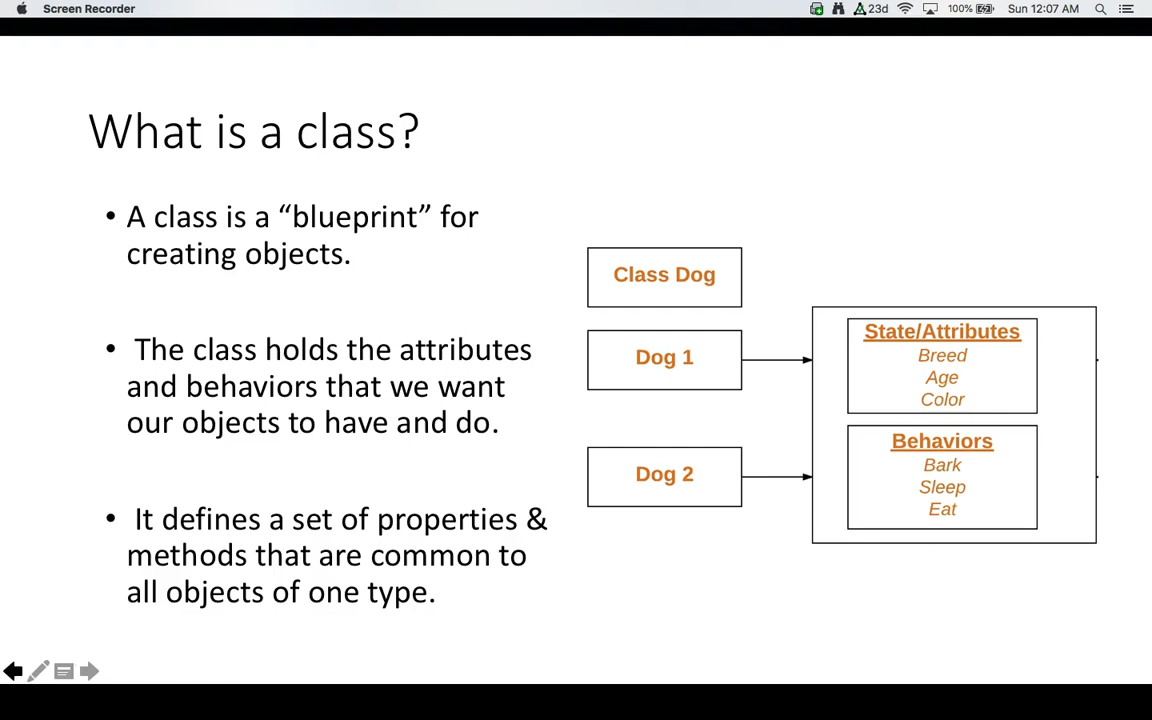 Screen Recorder
23d
100%
Sun 12:07 AM
What is a class?
• A class is a “blueprint” for
creating objects.
• The class holds the attributes
and behaviors that we want
our objects to have and do.
• It defines a set of properties &
methods that are common to
all objects of one type.
Class Dog
Dog 1
Dog 2
State/Attributes
Breed
Age
Color
Behaviors
Bark
Sleep
Eat